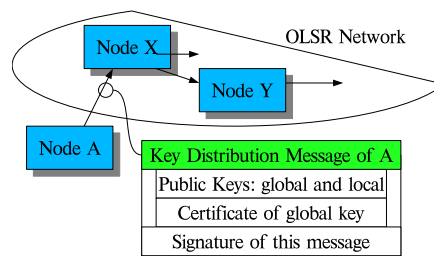 Node X
OLSR Network
Node Y
Node A
Key Distribution Message of A
Public Keys: global and local
Certificate of global key
Signature of this message